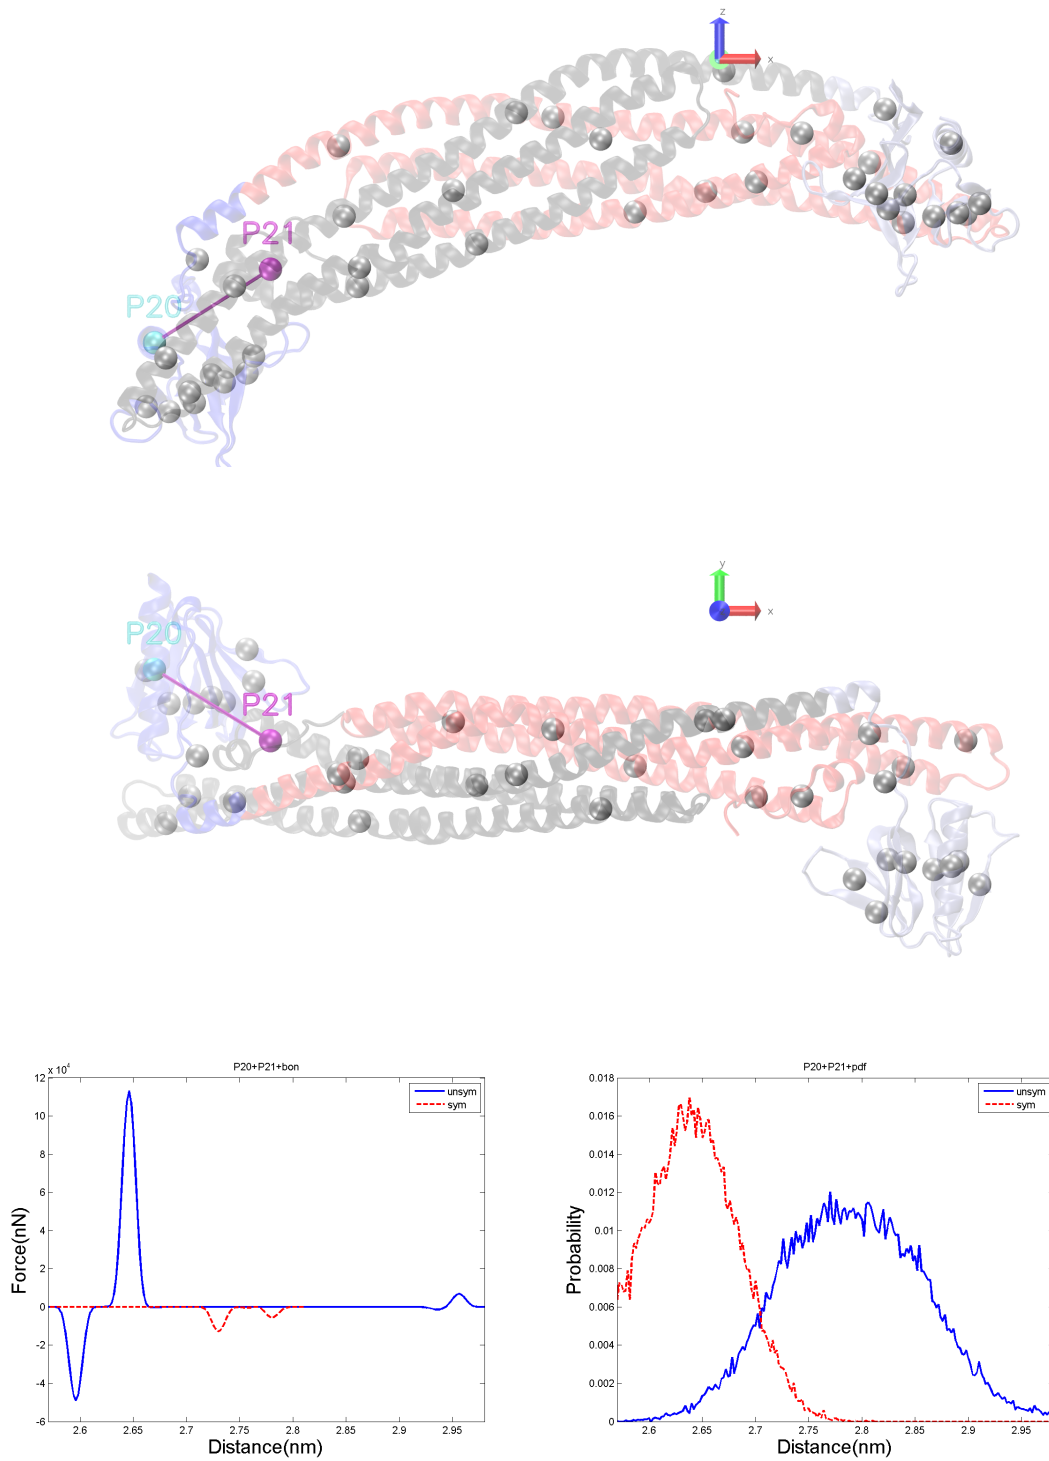 z
x
P21
P20
y
x
P20
P21
x 10⁴
P20+P21+bon
12
10
8
6
4
2
0
-2
-4
-6
unsym
sym
Force(nN)
2.6 2.65 2.7 2.75 2.8 2.85 2.9 2.95
Distance(nm)
P20+P21+pdf
0.018
0.016
0.014
0.012
0.01
0.008
0.006
0.004
0.002
0
unsym
sym
Probability
2.6 2.65 2.7 2.75 2.8 2.85 2.9 2.95
Distance(nm)